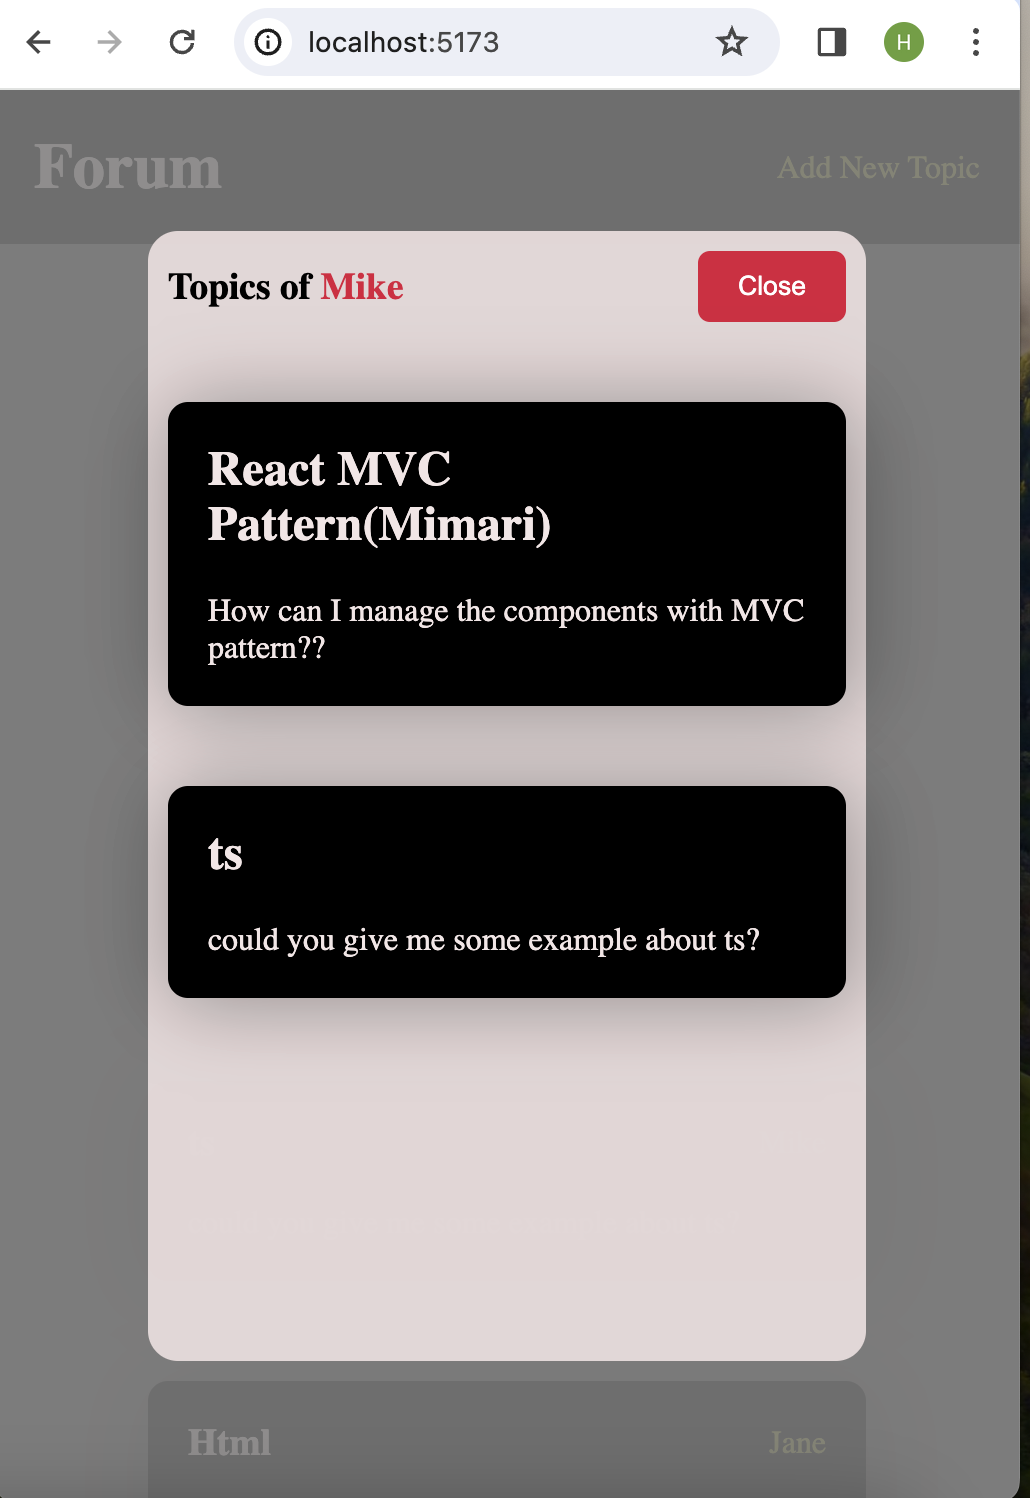 localhost:5173
H
Forum
Add New Topic
Topics of Mike
Close
React MVC
Pattern(Mimari)
How can I manage the components with MVC
pattern??
ts
could you give me some example about ts?
Html
Jane